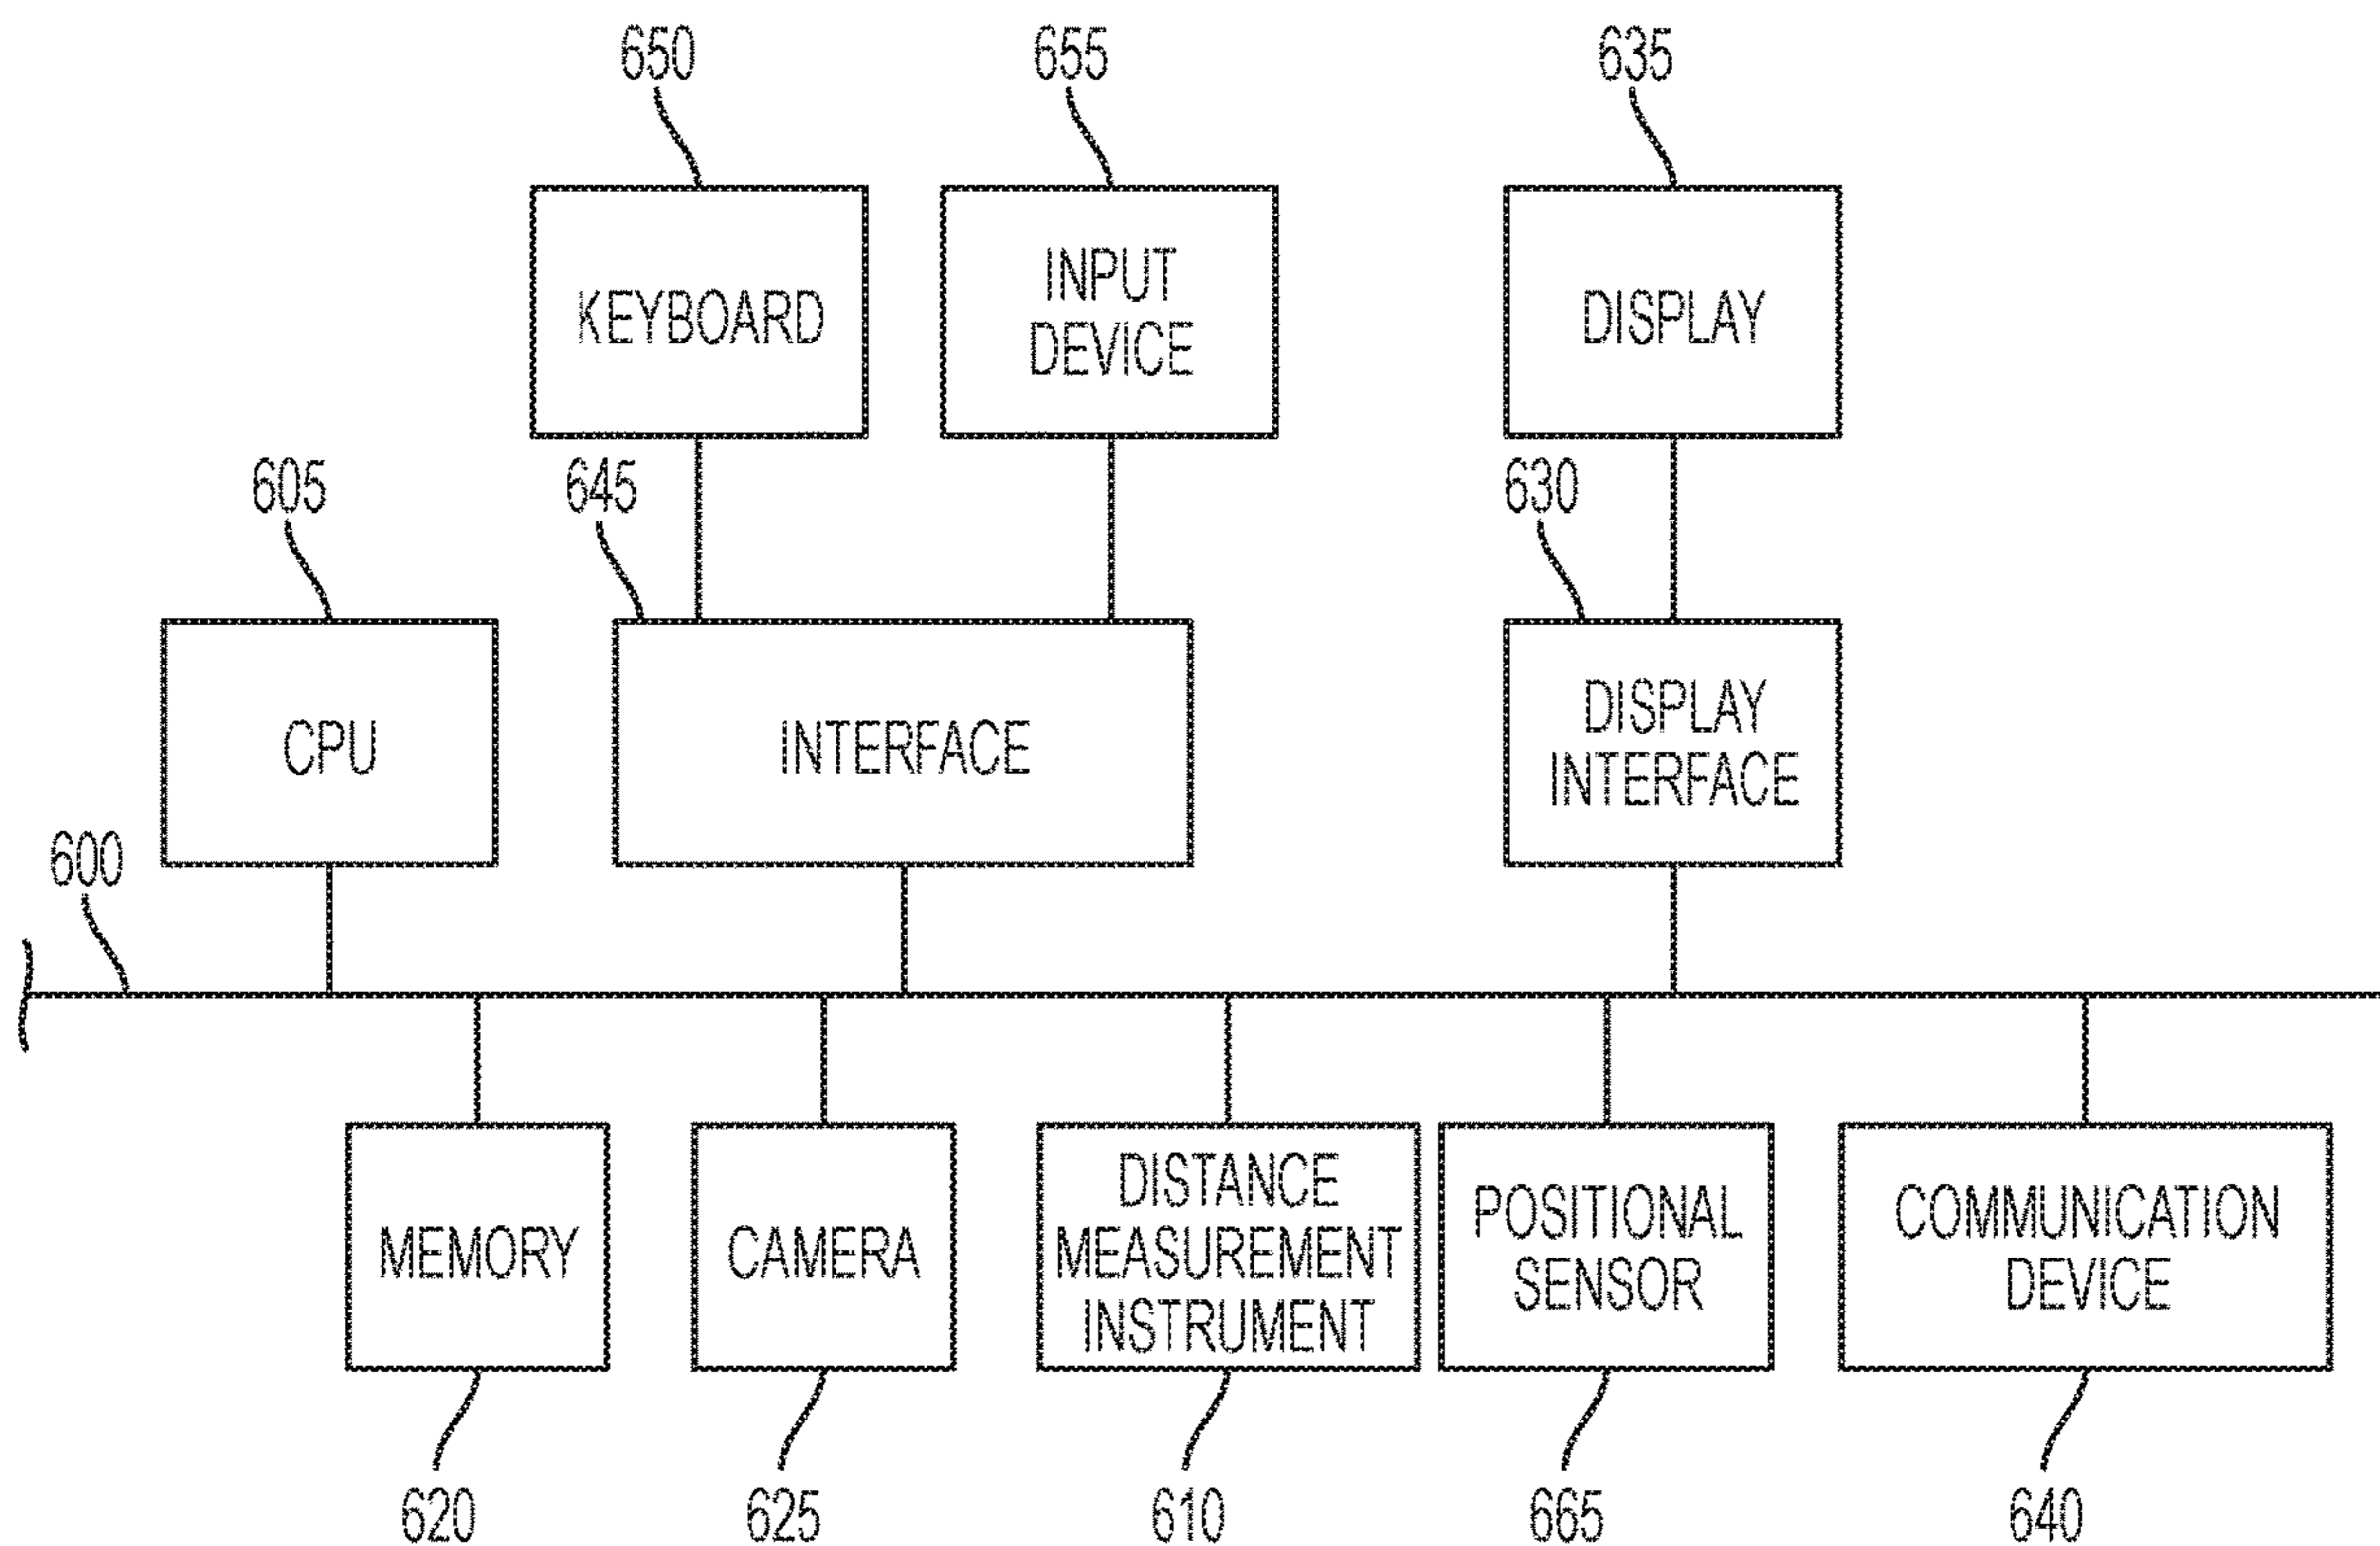 650
655
635
KEYBOARD
INPUT
DEVICE
DISPLAY
605
645
630
CPU
INTERFACE
DISPLAY
INTERFACE
600
MEMORY
CAMERA
DISTANCE
MEASUREMENT
INSTRUMENT
POSITIONAL
SENSOR
COMMUNICATION
DEVICE
620
625
610
665
640